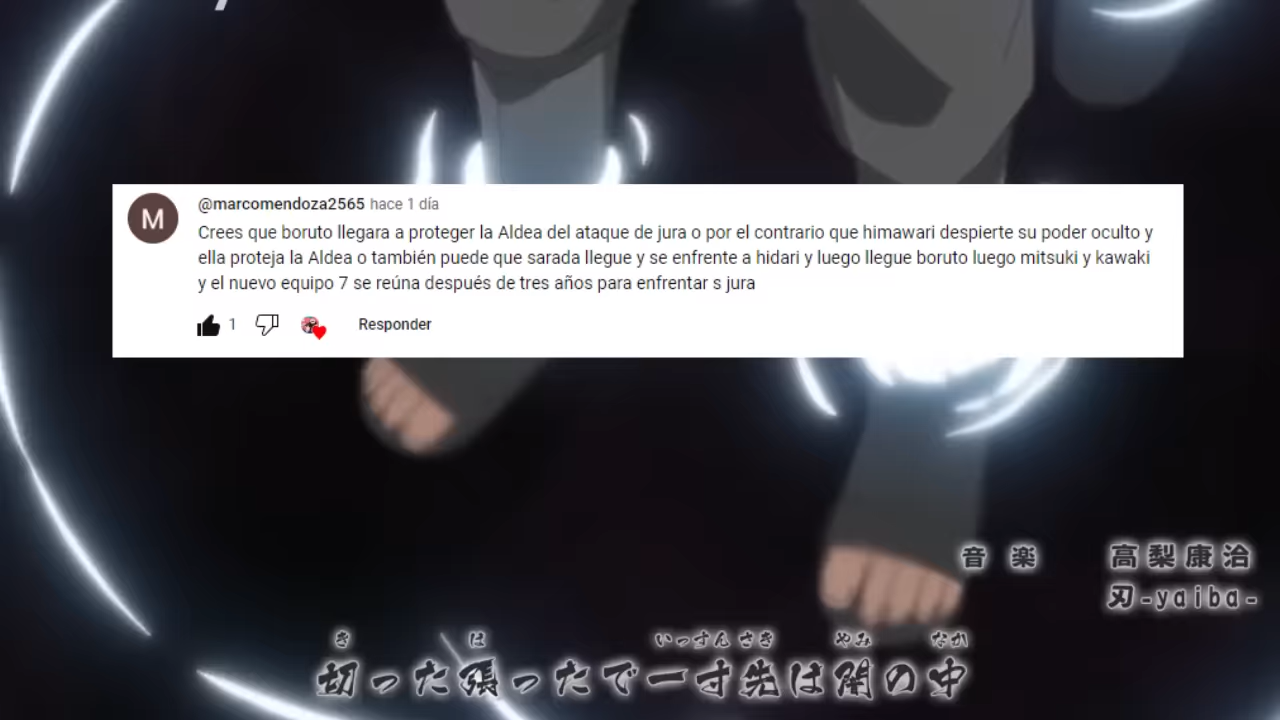 M
@marcomendoza2565 hace 1 día
Crees que boruto llegara a proteger la Aldea del ataque de jura o por el contrario que himawari despierte su poder oculto y
ella proteja la Aldea o también puede que sarada llegue y se enfrente a hidari y luego llegue boruto luego mitsuki y kawaki
y el nuevo equipo 7 se reúna después de tres años para enfrentar s jura
1 Responder
音楽 高梨康治
刃-yaiba-
き は いっすんさき やみ なか
切った張ったで一寸先は闇の中